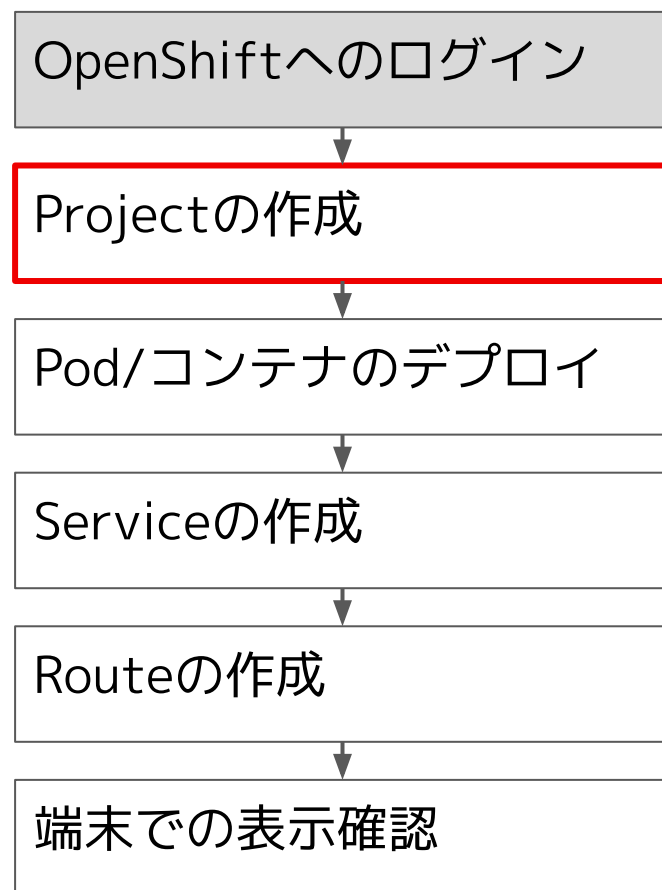 OpenShiftへのログイン
Projectの作成
Pod/コンテナのデプロイ
Serviceの作成
Routeの作成
端末での表示確認